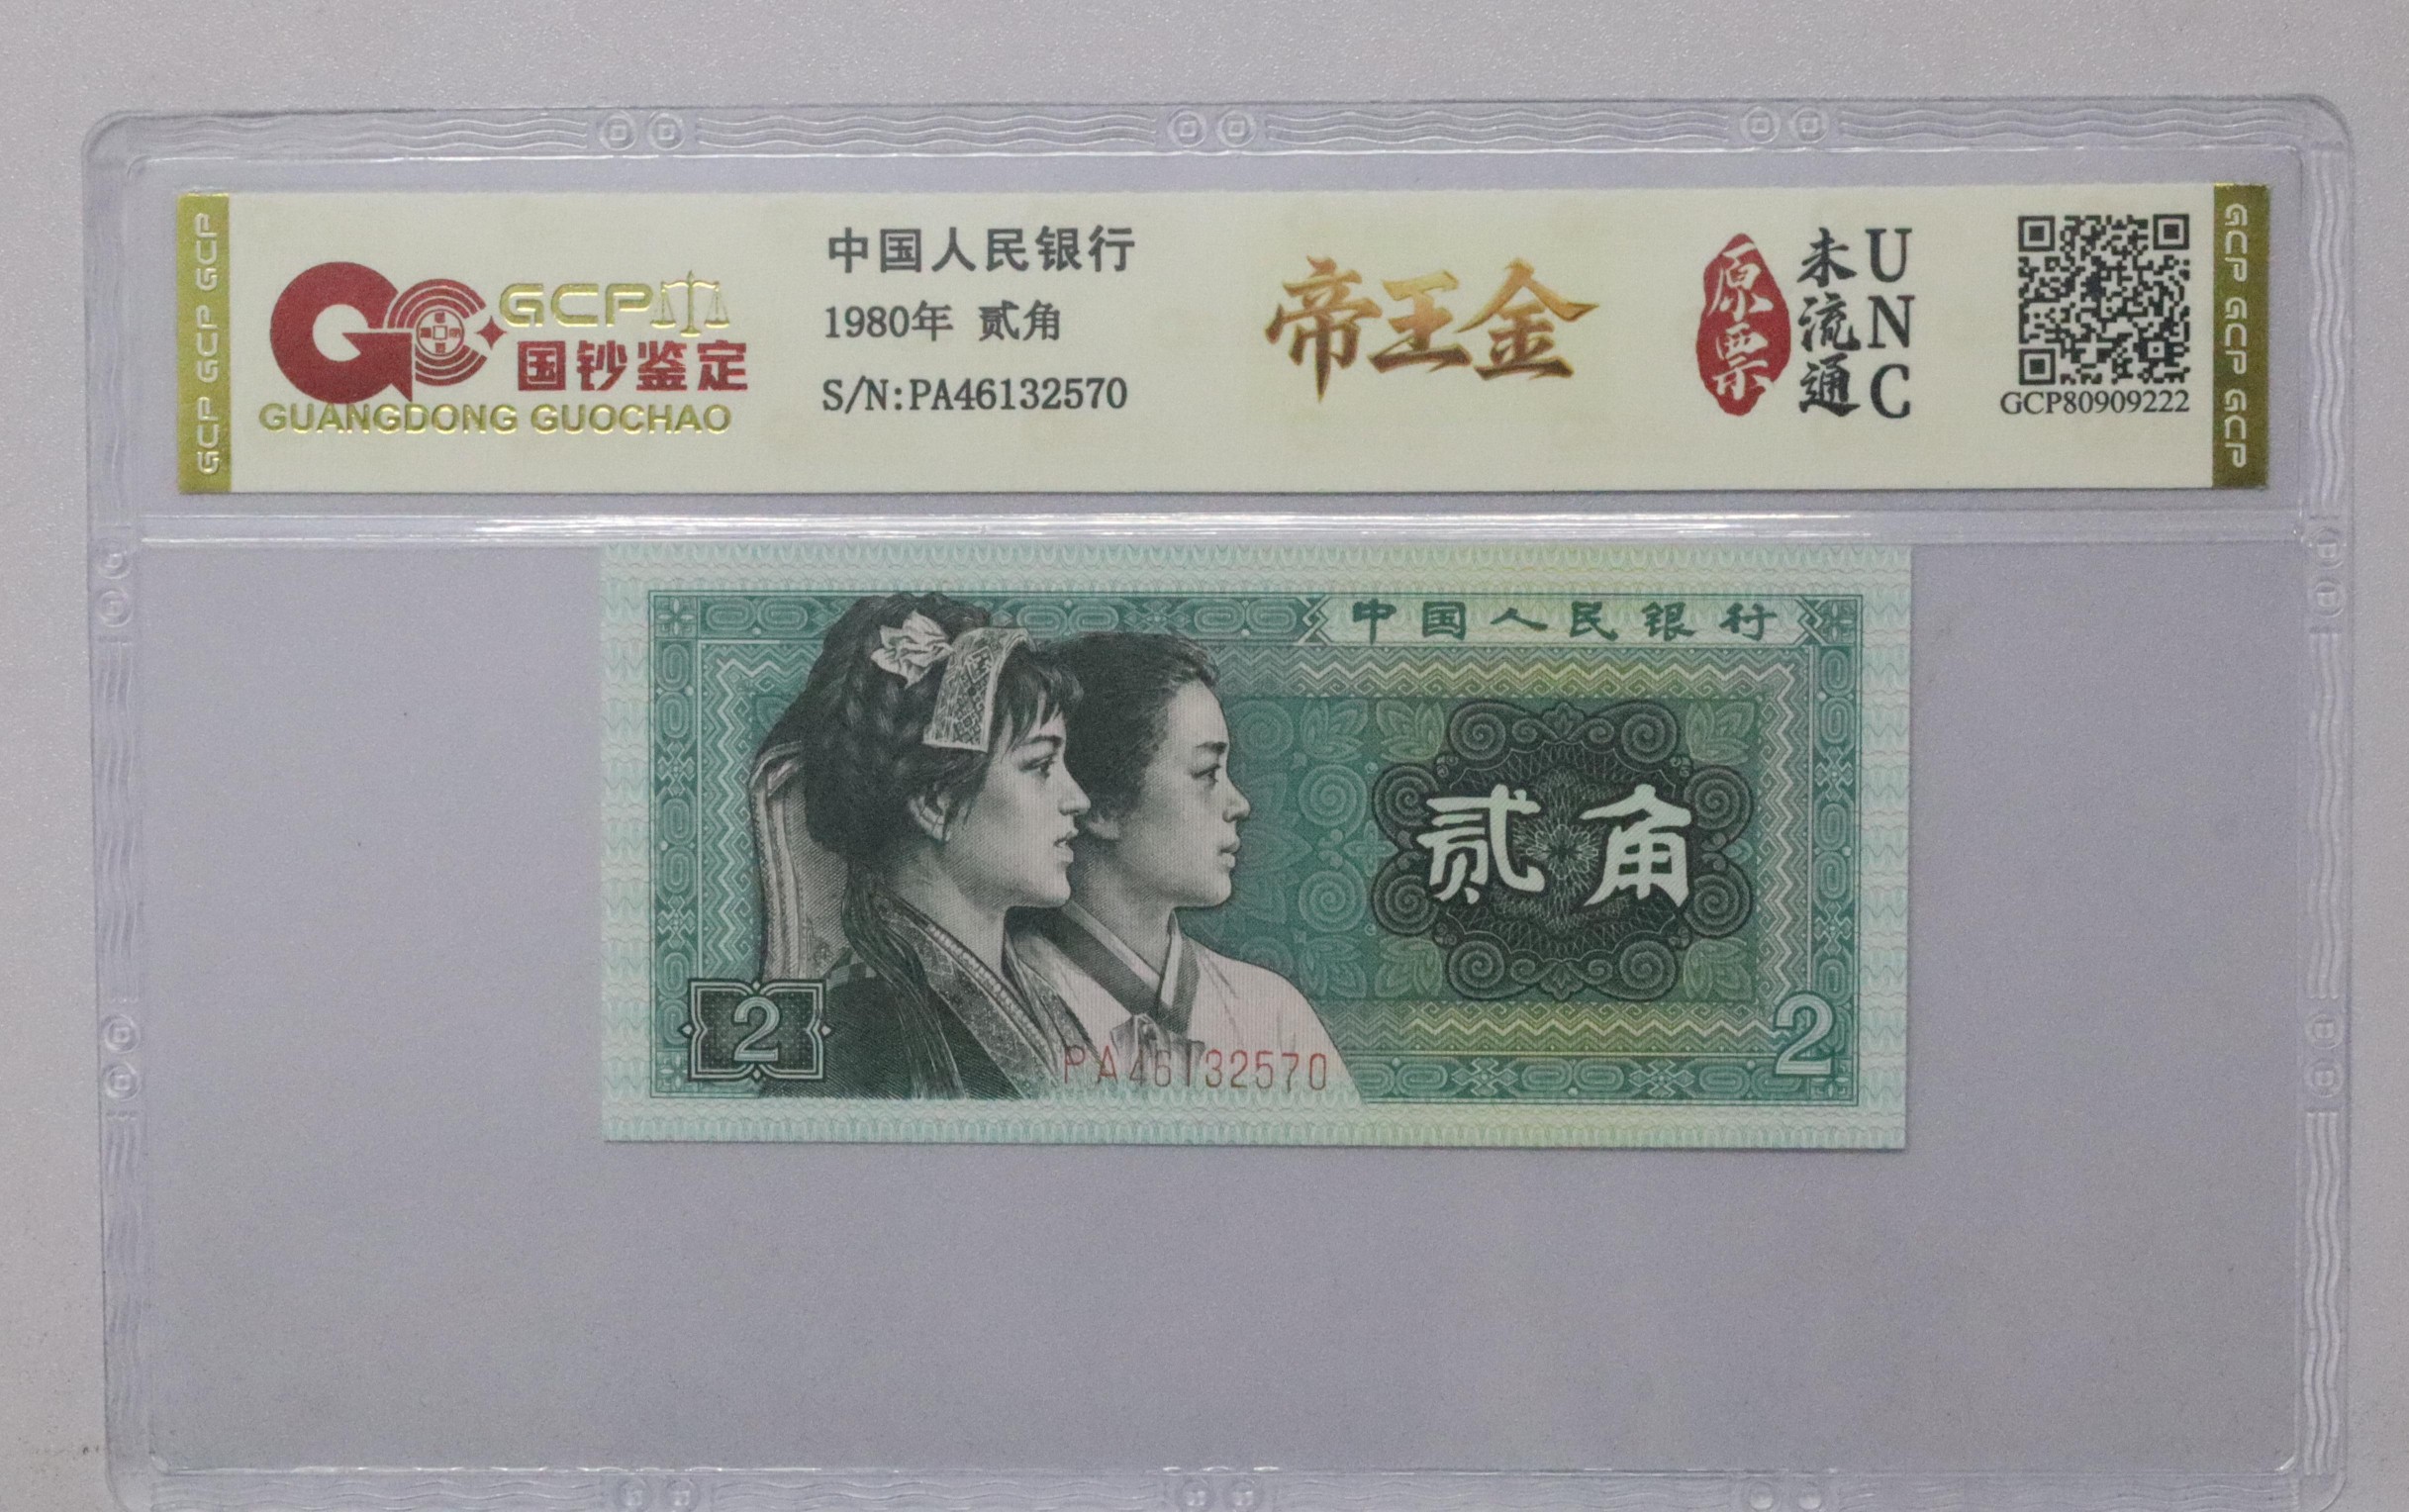 GCP GCP GCP GCP
GCP
国钞鉴定
GUANGDONG GUOCHAO
中国人民银行
1980年 贰角
S/N:PA46132570
帝王金
原票
未流通
UNC
GCP80909222
GCP GCP GCP GCP
中国人民银行
贰角
2
PA46132570
2